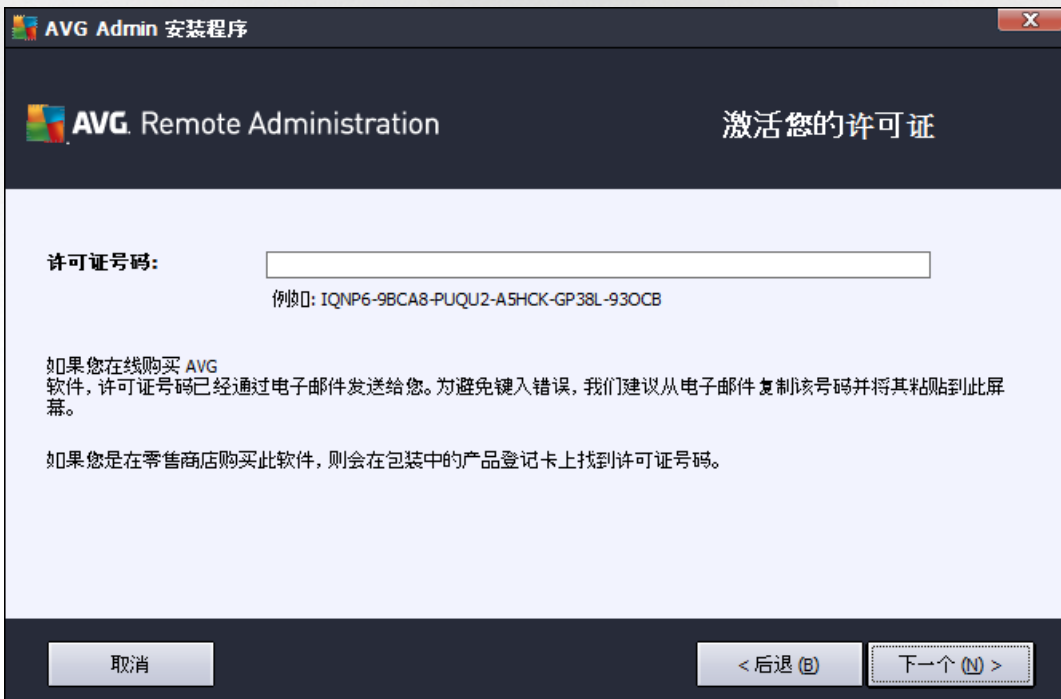 AVG Admin 安装程序
AVG. Remote Administration
激活您的许可证
许可证号码:
例如: IQNP6-9BCA8-PUQU2-A5HCK-GP38L-93OCB
如果您在线购买 AVG
软件, 许可证号码已经通过电子邮件发送给您。为避免键入错误, 我们建议从电子邮件复制该号码并将其粘贴到此屏
幕。
如果您是在零售商店购买此软件, 则会在包装中的产品登记卡上找到许可证号码。
取消
< 后退 (B)
下一个 (N) >